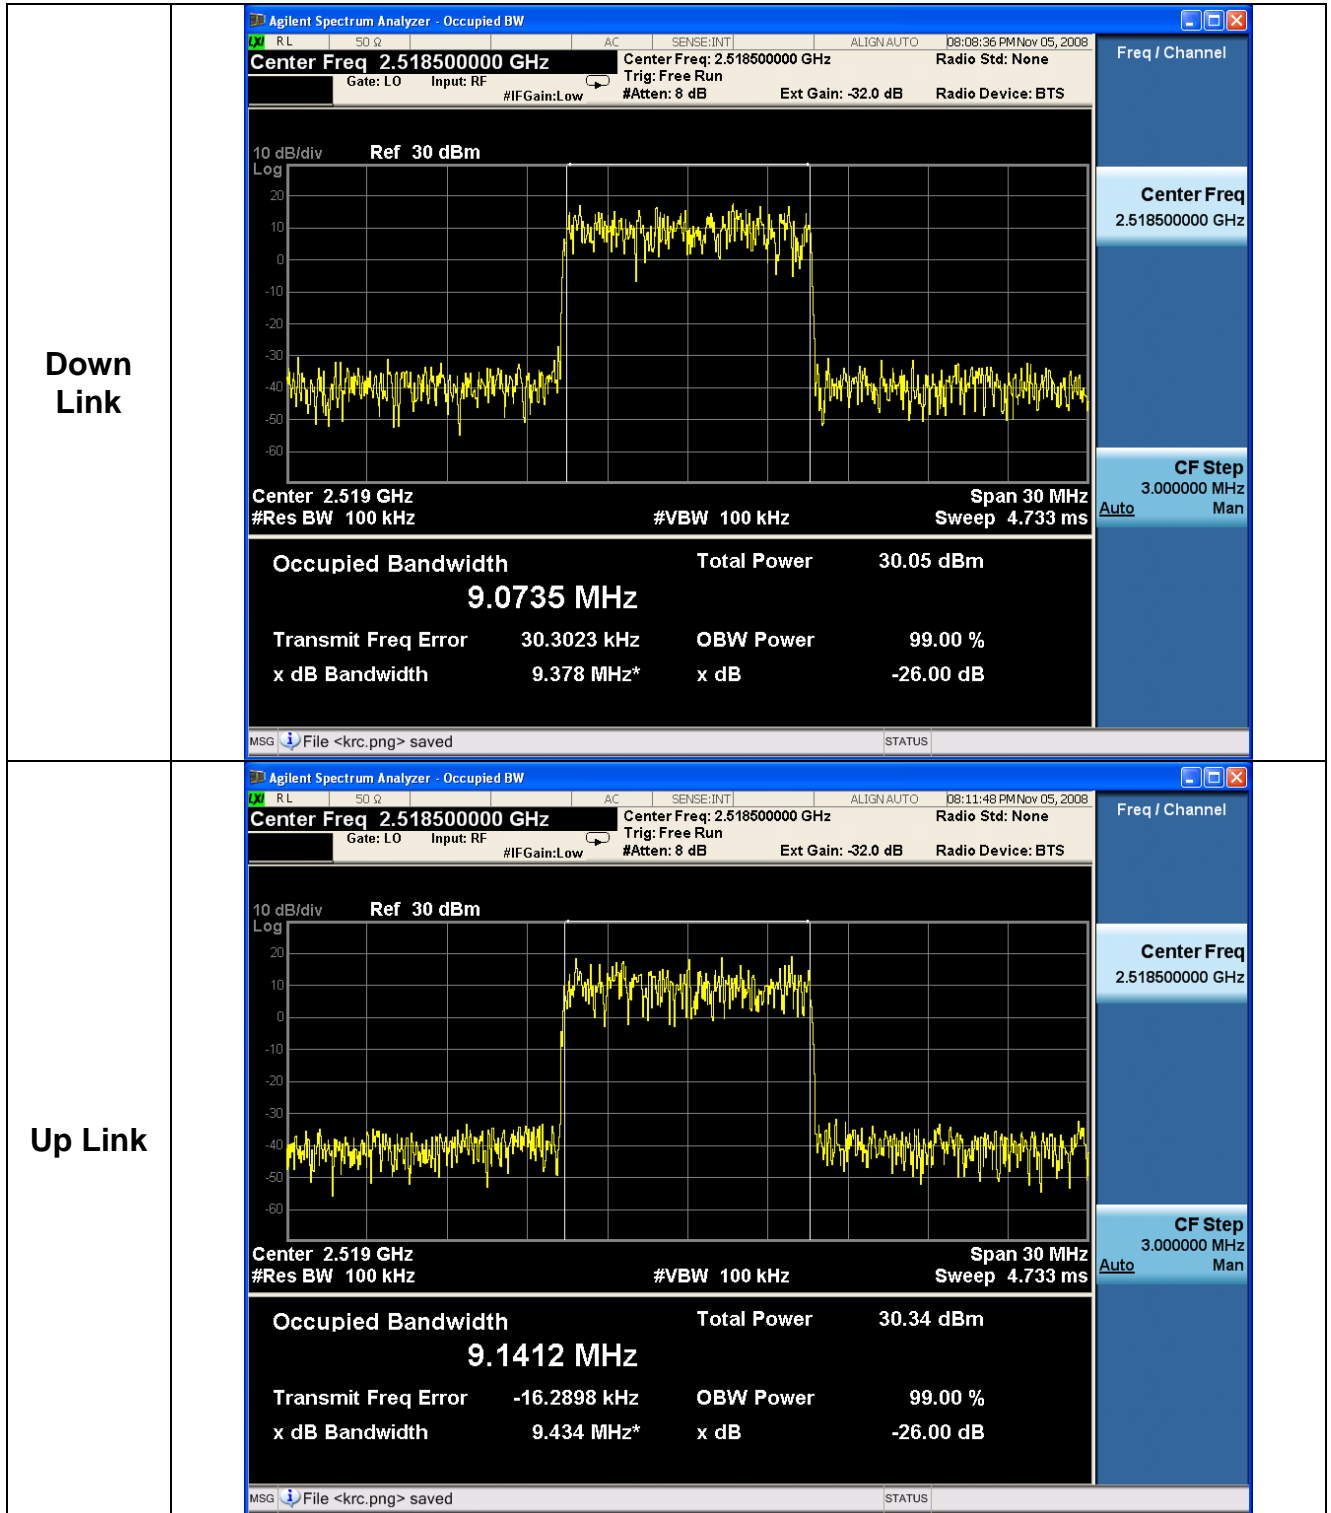 Down
Link
Agilent Spectrum Analyzer - Occupied BW
LXI RL 50 Ω AC SENSE:INT ALIGNAUTO 08:08:36 PM Nov 05, 2008
Center Freq 2.518500000 GHz Center Freq: 2.518500000 GHz Radio Std: None
Trig: Free Run
Gate: LO Input: RF
#IFGain:Low #Atten: 8 dB Ext Gain: -32.0 dB Radio Device: BTS
Freq / Channel
10 dB/div Ref 30 dBm
Log
20
10
0
-10
-20
-30
-40
-50
-60
Center Freq
2.518500000 GHz
CF Step
3.000000 MHz
Auto Man
Center 2.519 GHz Span 30 MHz
#Res BW 100 kHz #VBW 100 kHz Sweep 4.733 ms
Occupied Bandwidth Total Power 30.05 dBm
9.0735 MHz
Transmit Freq Error 30.3023 kHz OBW Power 99.00 %
x dB Bandwidth 9.378 MHz* x dB -26.00 dB
MSG File <krc.png> saved STATUS
Up Link
Agilent Spectrum Analyzer - Occupied BW
LXI RL 50 Ω AC SENSE:INT ALIGNAUTO 08:11:48 PM Nov 05, 2008
Center Freq 2.518500000 GHz Center Freq: 2.518500000 GHz Radio Std: None
Trig: Free Run
Gate: LO Input: RF
#IFGain:Low #Atten: 8 dB Ext Gain: -32.0 dB Radio Device: BTS
Freq / Channel
10 dB/div Ref 30 dBm
Log
20
10
0
-10
-20
-30
-40
-50
-60
Center Freq
2.518500000 GHz
CF Step
3.000000 MHz
Auto Man
Center 2.519 GHz Span 30 MHz
#Res BW 100 kHz #VBW 100 kHz Sweep 4.733 ms
Occupied Bandwidth Total Power 30.34 dBm
9.1412 MHz
Transmit Freq Error -16.2898 kHz OBW Power 99.00 %
x dB Bandwidth 9.434 MHz* x dB -26.00 dB
MSG File <krc.png> saved STATUS